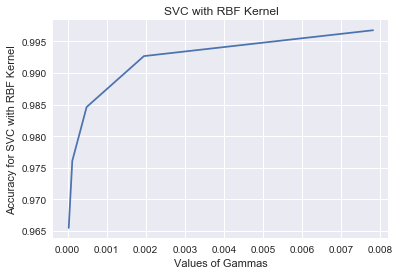 SVC with RBF Kernel
Accuracy for SVC with RBF Kernel
0.995
0.990
0.985
0.980
0.975
0.970
0.965
0.000 0.001 0.002 0.003 0.004 0.005 0.006 0.007 0.008
Values of Gammas